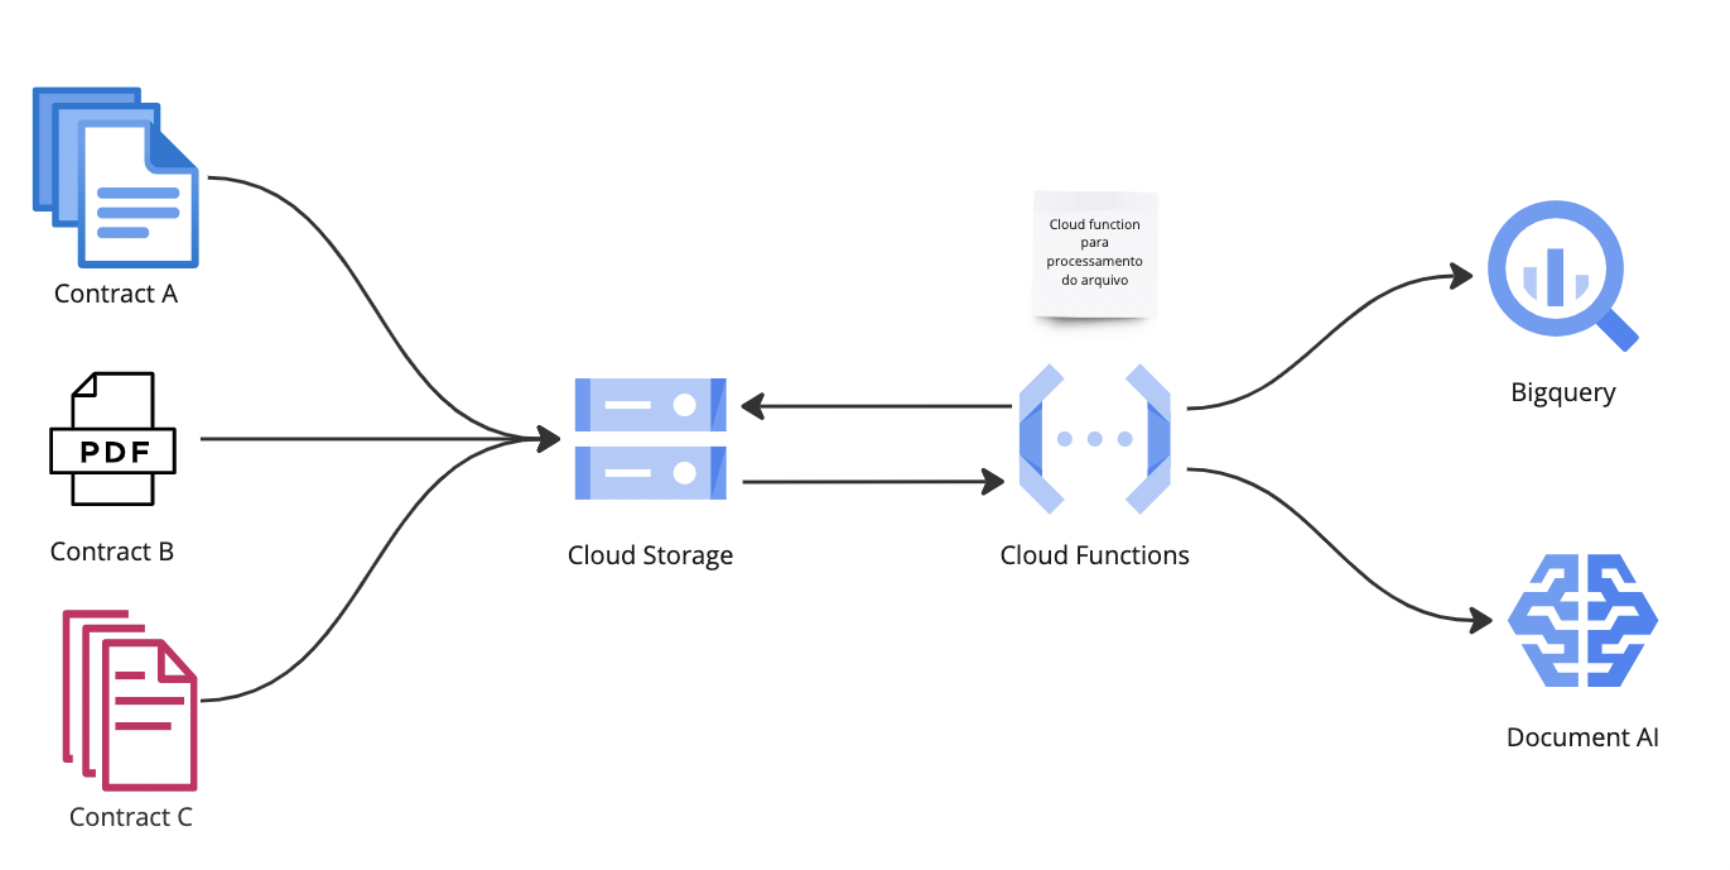 Contract A
PDF
Contract B
Contract C
Cloud Storage
Cloud function
para
processamento
do arquivo
Cloud Functions
Bigquery
Document AI